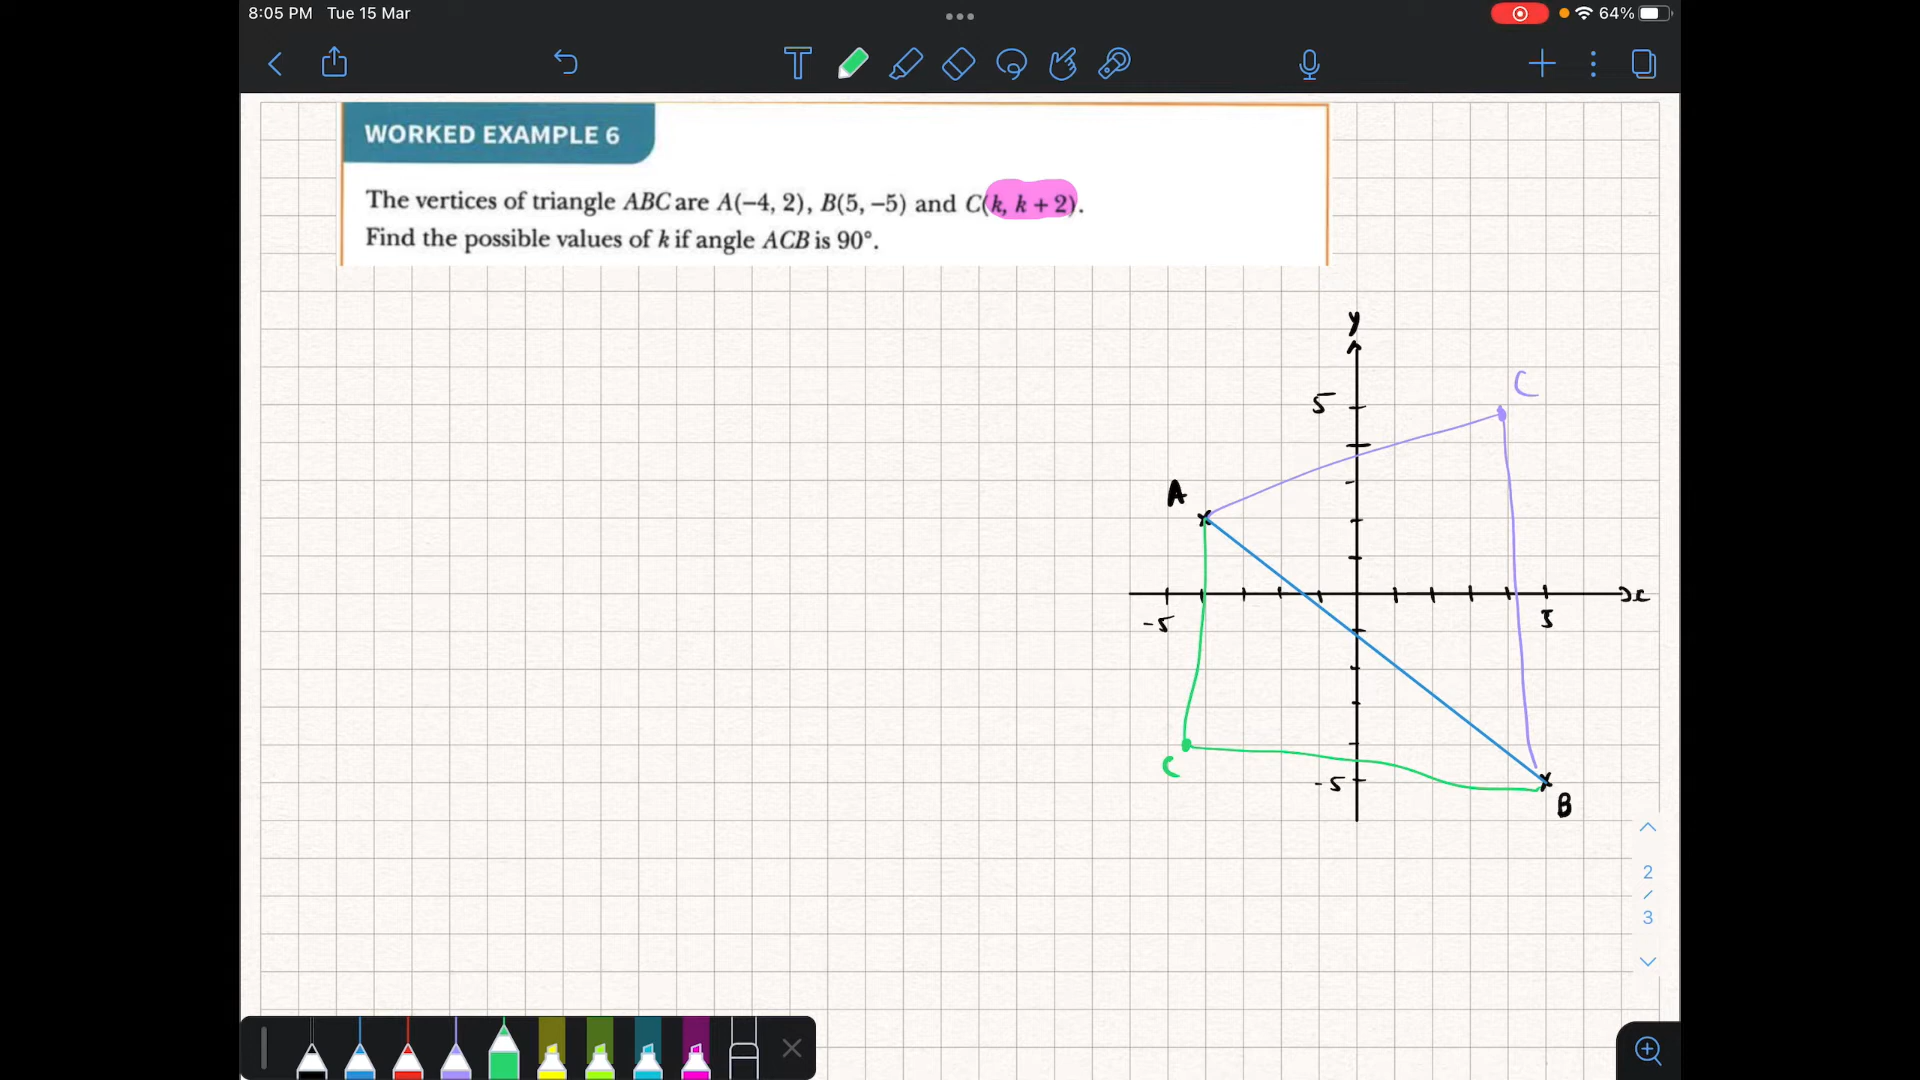 8:05 PM Tue 15 Mar
64%
WORKED EXAMPLE 6
The vertices of triangle ABC are A(−4, 2), B(5, −5) and C(k, k + 2).
Find the possible values of k if angle ACB is 90°.
y
C
5
A
x
-5
5
C
-5
B
2
/
3